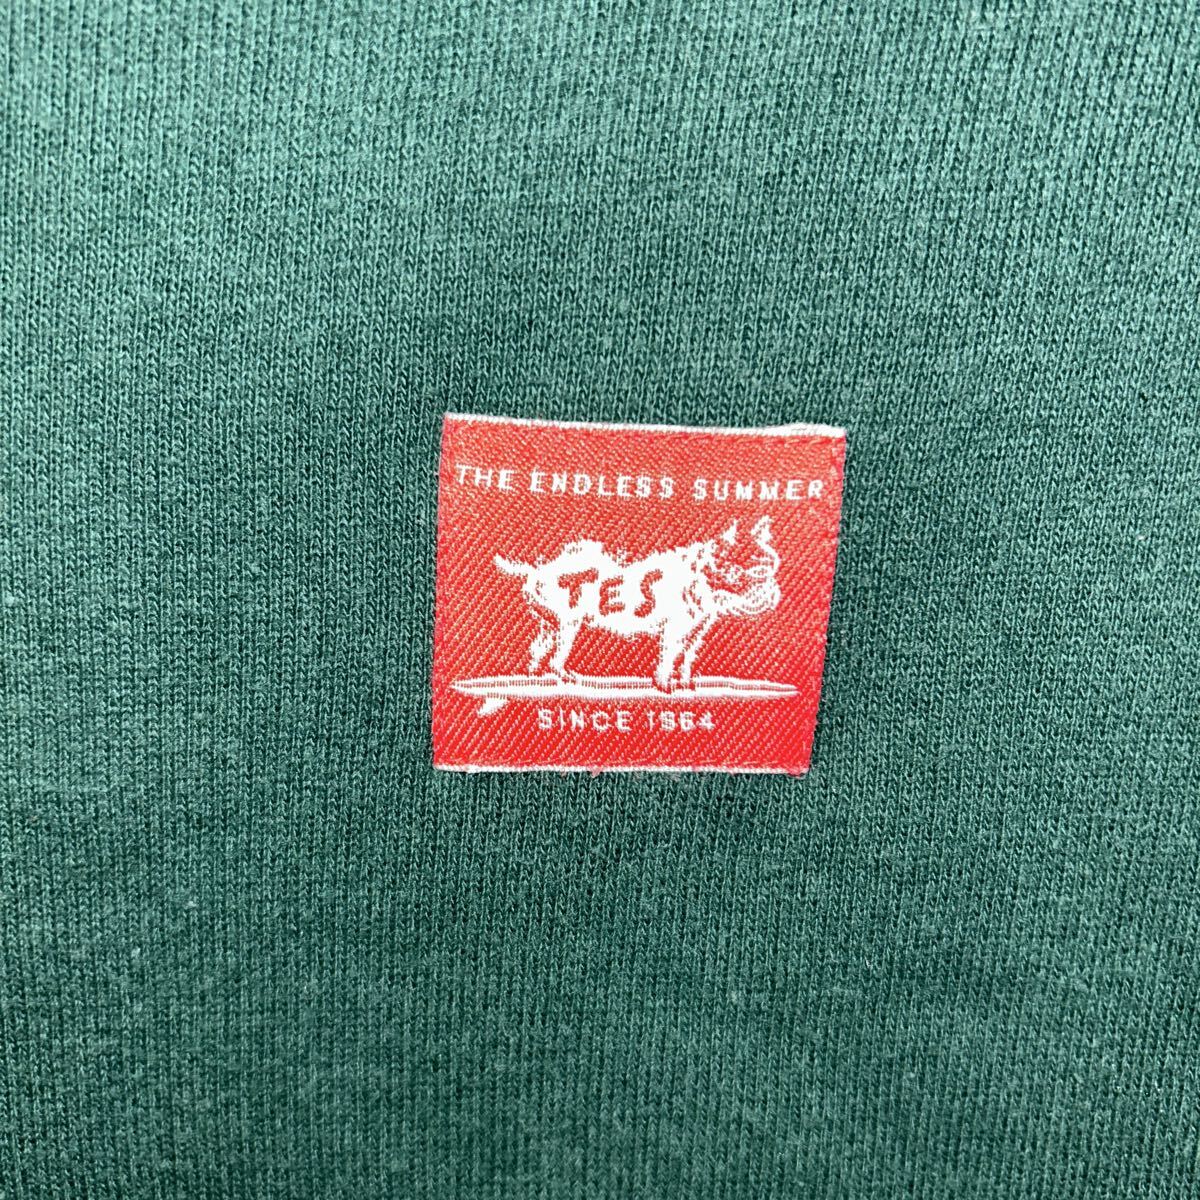 THE ENDLESS SUMMER
TES
SINCE 1964